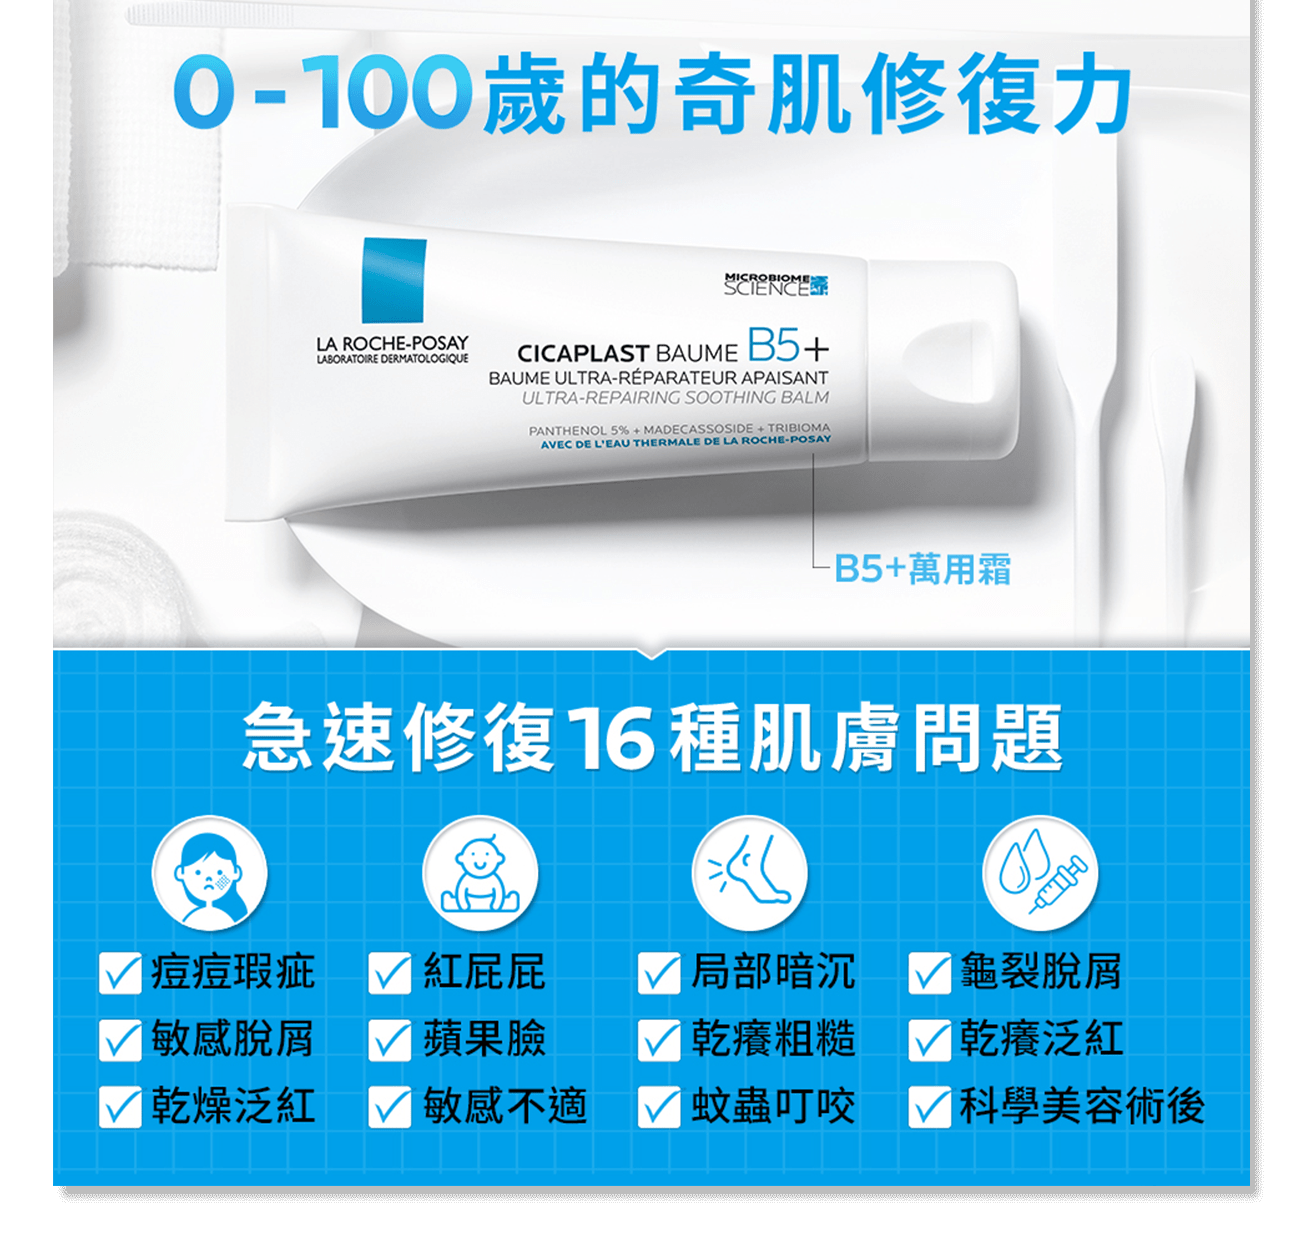 0-100歲的奇肌修復力
MICROBIOME
SCIENCE
LA ROCHE-POSAY
LABORATOIRE DERMATOLOGIQUE
CICAPLAST BAUME B5+
BAUME ULTRA-RÉPARATEUR APAISANT
ULTRA-REPAIRING SOOTHING BALM
PANTHENOL 5% + MADECASSOSIDE + TRIBIOMA
AVEC DE L'EAU THERMALE DE LA ROCHE-POSAY
B5+萬用霜
急速修復16種肌膚問題
痘痘瑕疵
敏感脫屑
乾燥泛紅
紅屁屁
蘋果臉
敏感不適
局部暗沉
乾癢粗糙
蚊蟲叮咬
龜裂脫屑
乾癢泛紅
科學美容術後